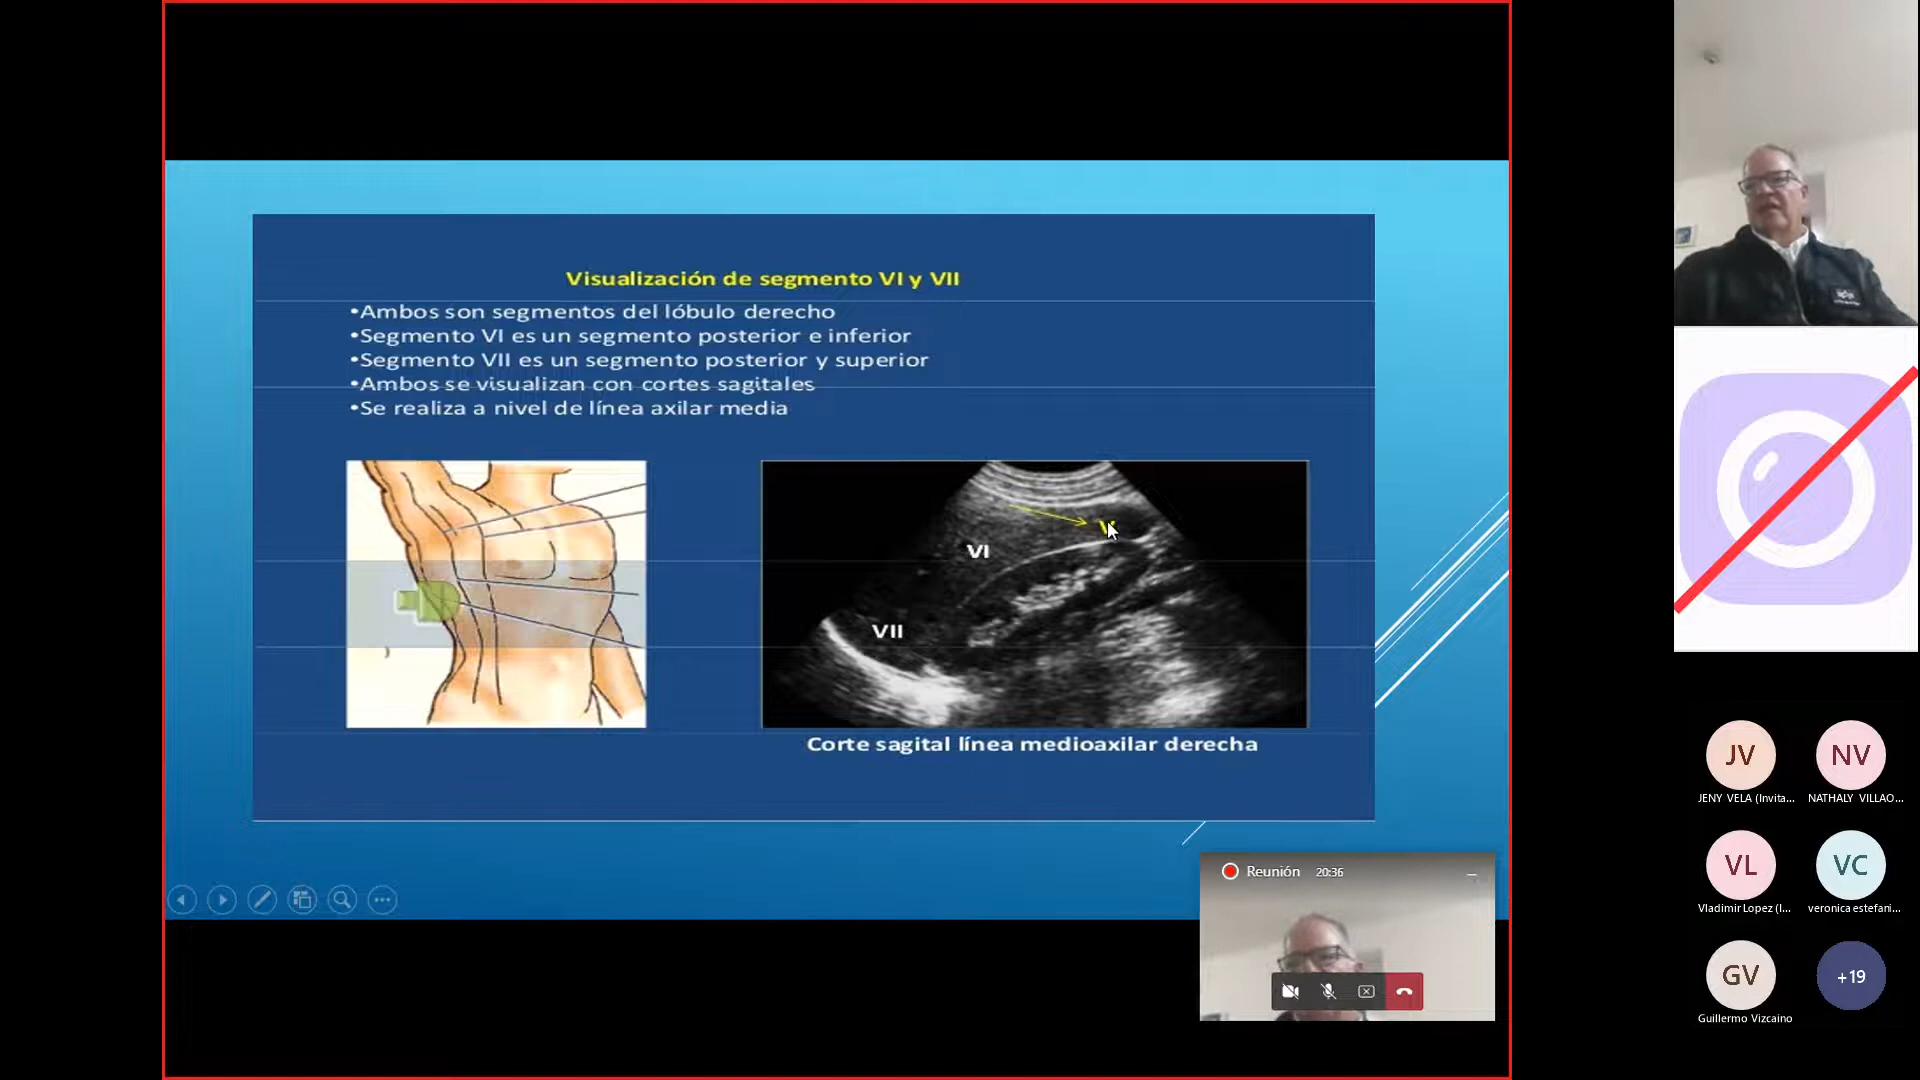 Visualización de segmento VI y VII
•Ambos son segmentos del lóbulo derecho
•Segmento VI es un segmento posterior e inferior
•Segmento VII es un segmento posterior y superior
•Ambos se visualizan con cortes sagitales
•Se realiza a nivel de línea axilar media
VI
VII
Corte sagital línea medioaxilar derecha
Reunión 20:36
JV
JENY VELA (Invita...
NV
NATHALY VILLAO...
VL
Vladimir Lopez (I...
VC
veronica estefani...
GV
Guillermo Vizcaino
+19